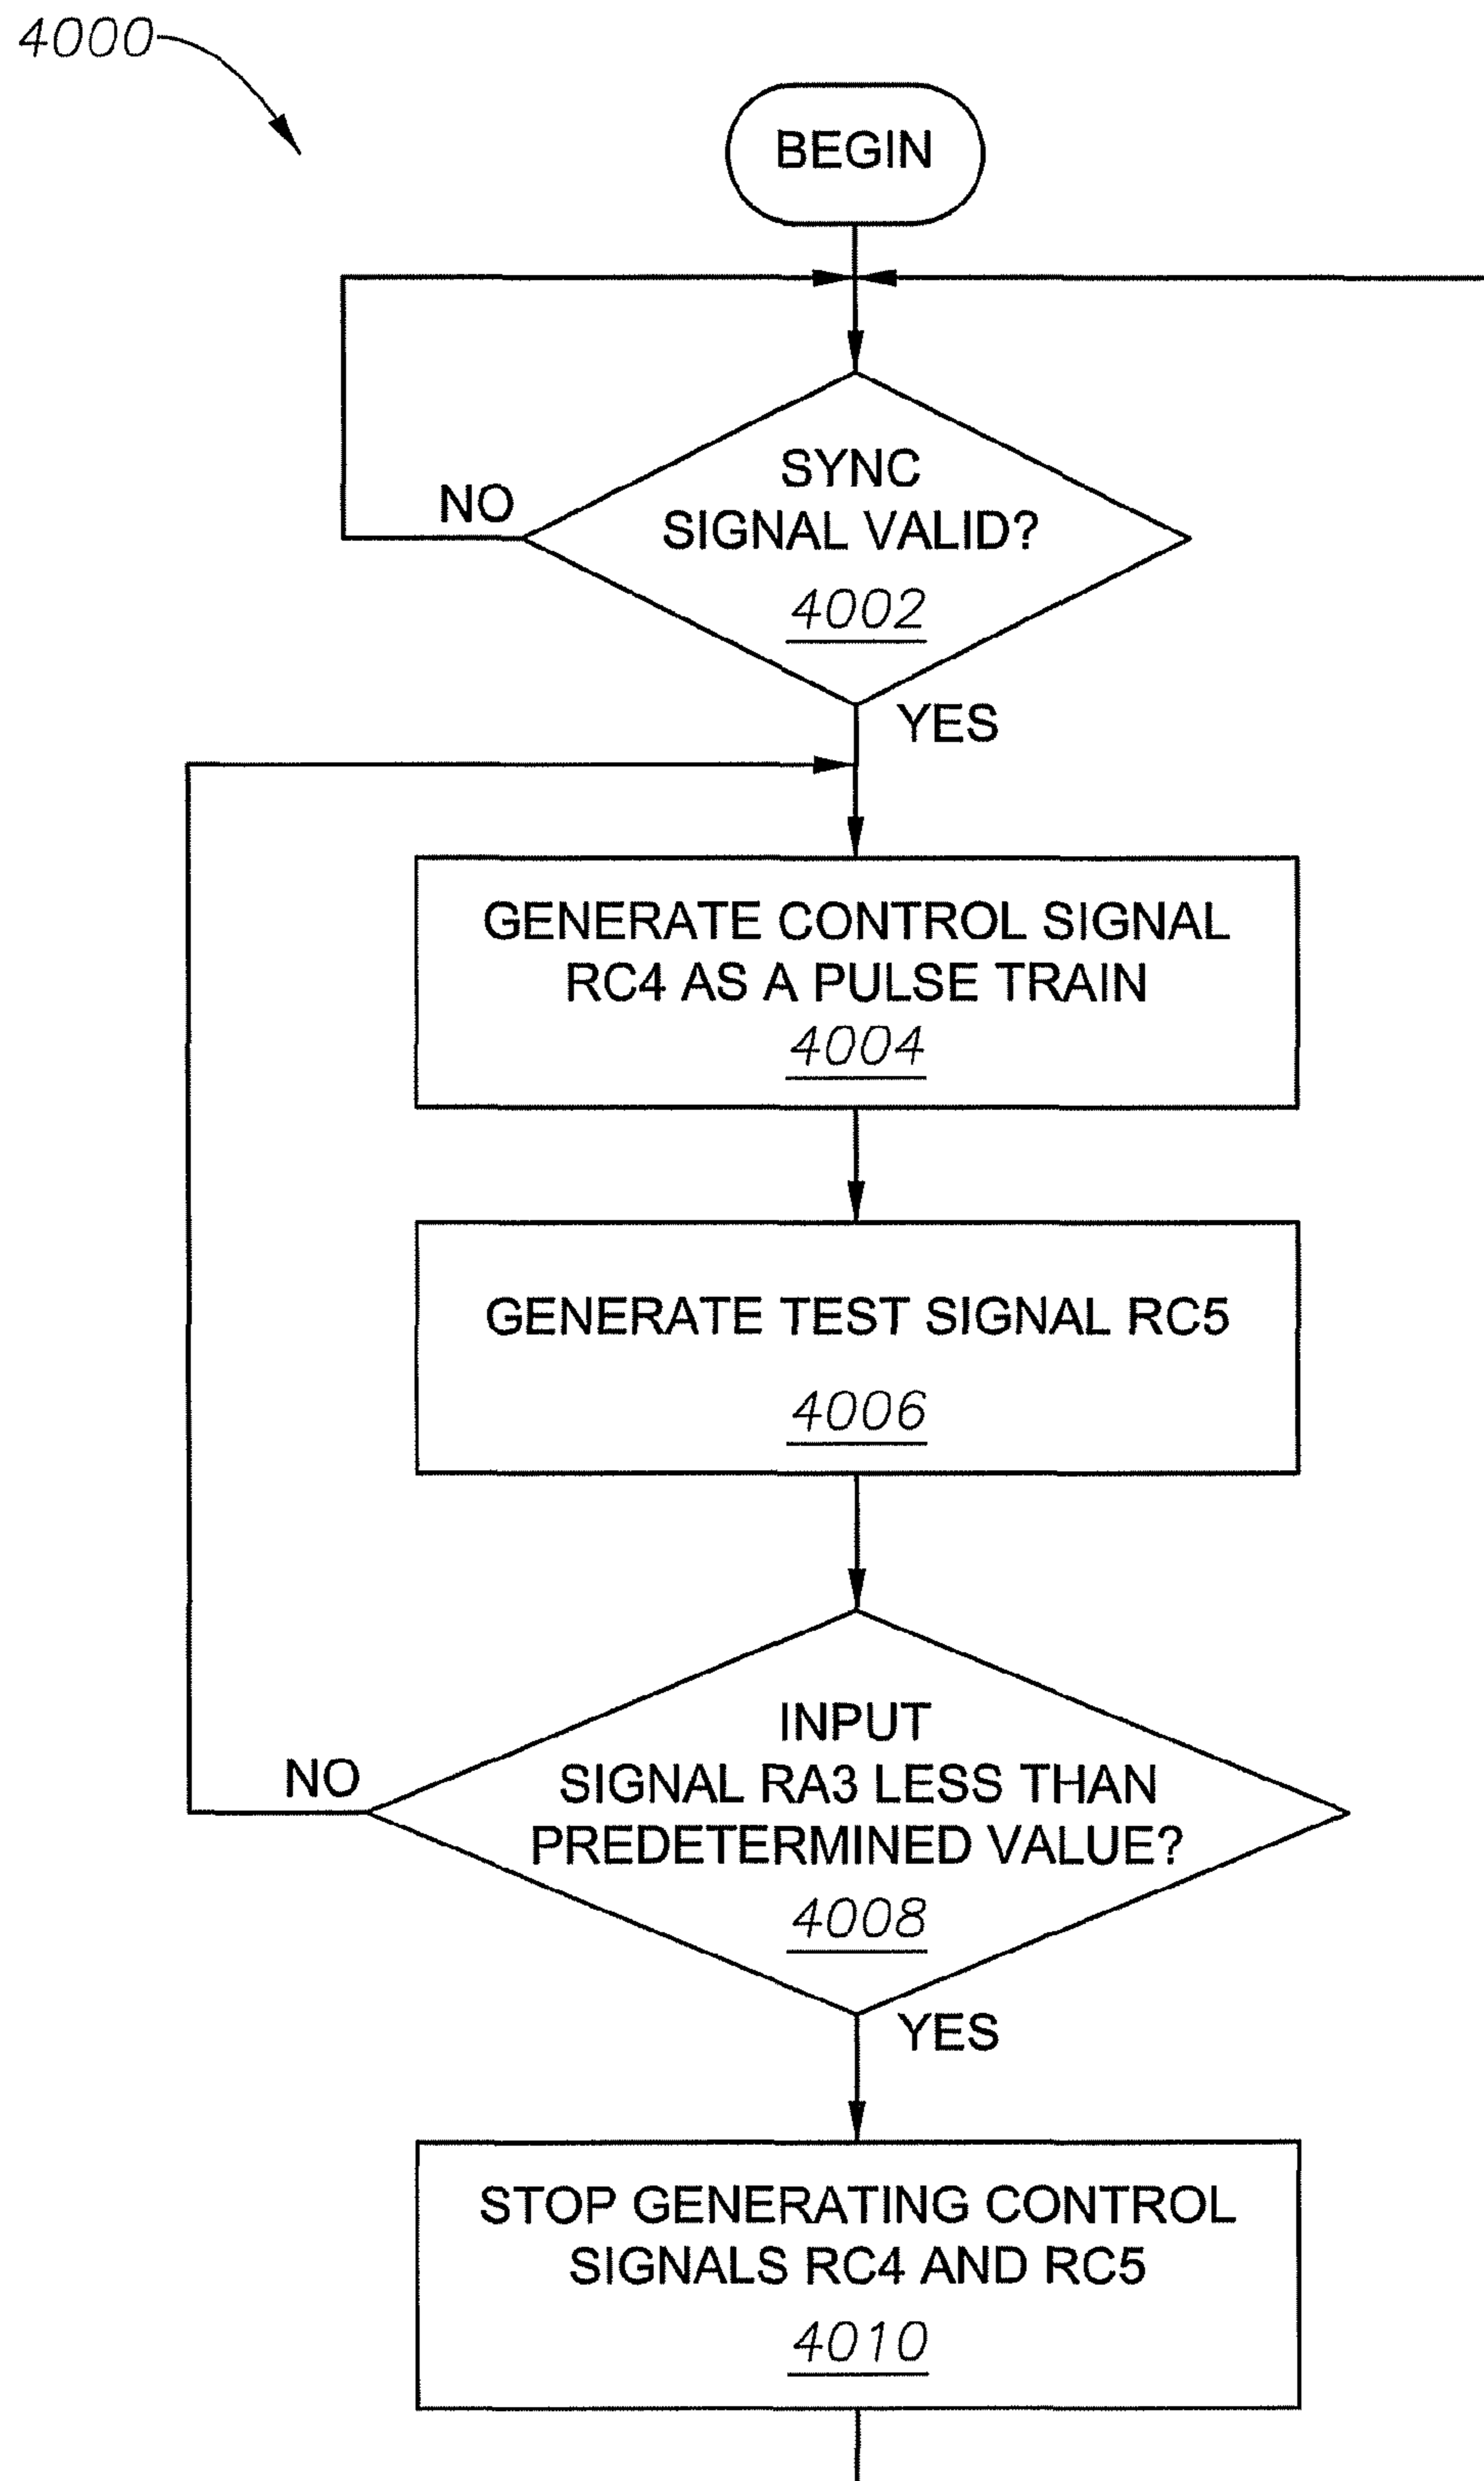 4000
BEGIN
SYNC
SIGNAL VALID?
4002
NO
YES
GENERATE CONTROL SIGNAL
RC4 AS A PULSE TRAIN
4004
GENERATE TEST SIGNAL RC5
4006
INPUT
SIGNAL RA3 LESS THAN
PREDETERMINED VALUE?
4008
NO
YES
STOP GENERATING CONTROL
SIGNALS RC4 AND RC5
4010